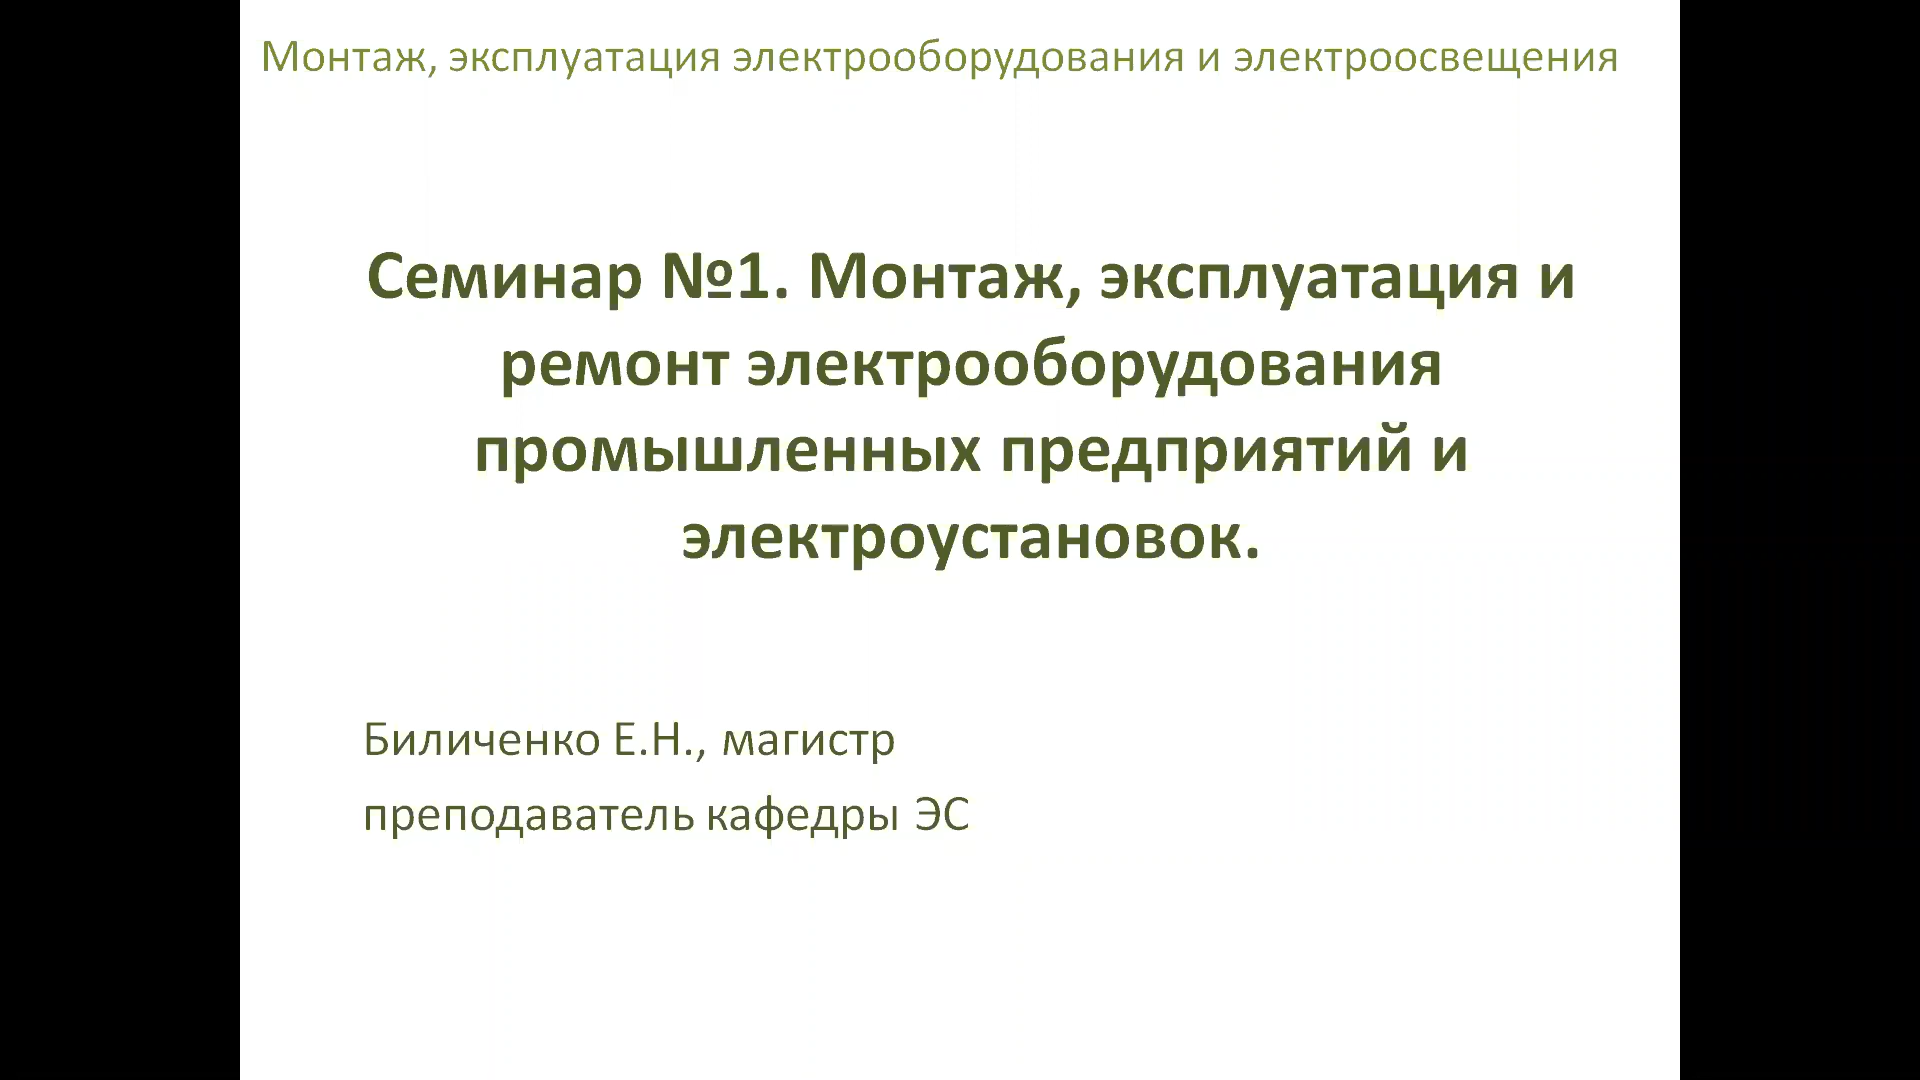 Монтаж, эксплуатация электрооборудования и электроосвещения
Семинар №1. Монтаж, эксплуатация и
ремонт электрооборудования
промышленных предприятий и
электроустановок.
Биличенко Е.Н., магистр
преподаватель кафедры ЭС